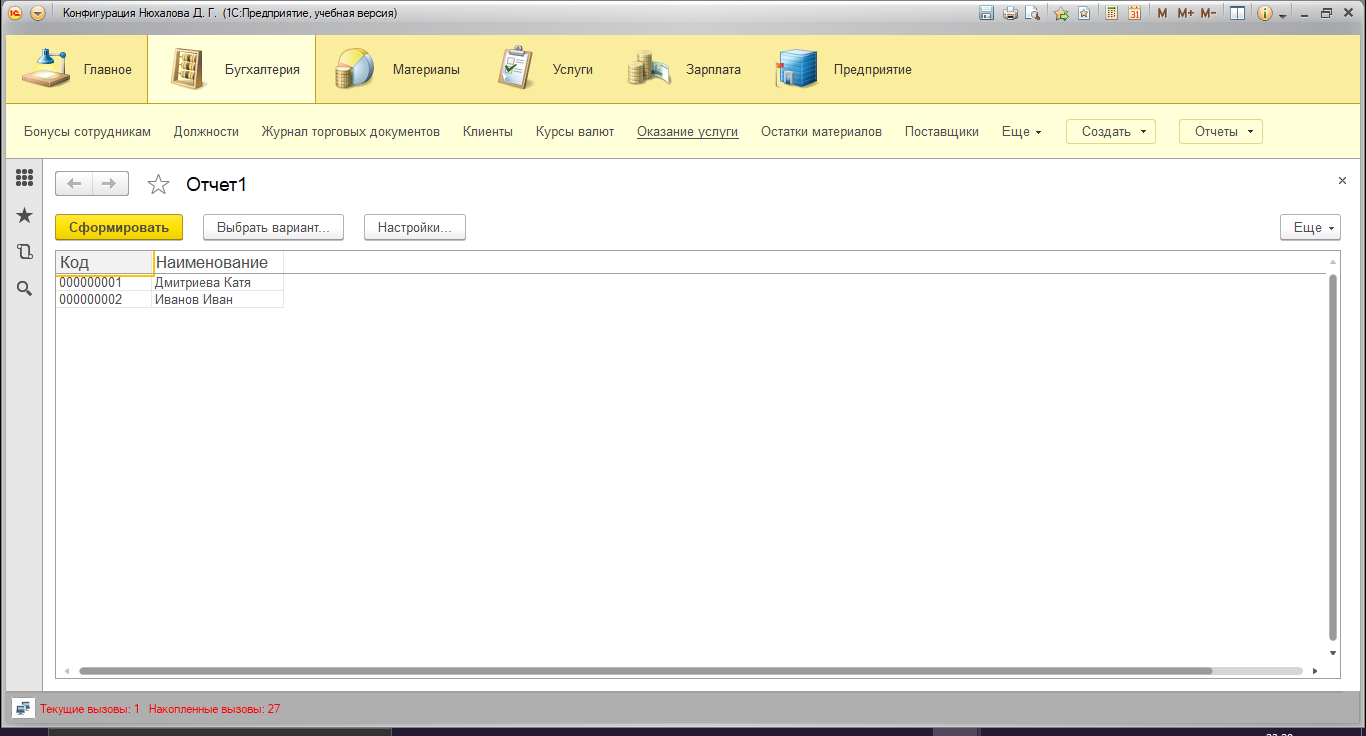 Конфигурация Нюхалова Д. Г. (1С:Предприятие, учебная версия)
M M+ M-
Главное Бугхалтерия Материалы Услуги Зарплата Предприятие
Бонусы сотрудникам Должности Журнал торговых документов Клиенты Курсы валют Оказание услуги Остатки материалов Поставщики Еще Создать Отчеты
Отчет1
Сформировать Выбрать вариант... Настройки... Еще
Код Наименование
000000001 Дмитриева Катя
000000002 Иванов Иван
Текущие вызовы: 1 Накопленные вызовы: 27